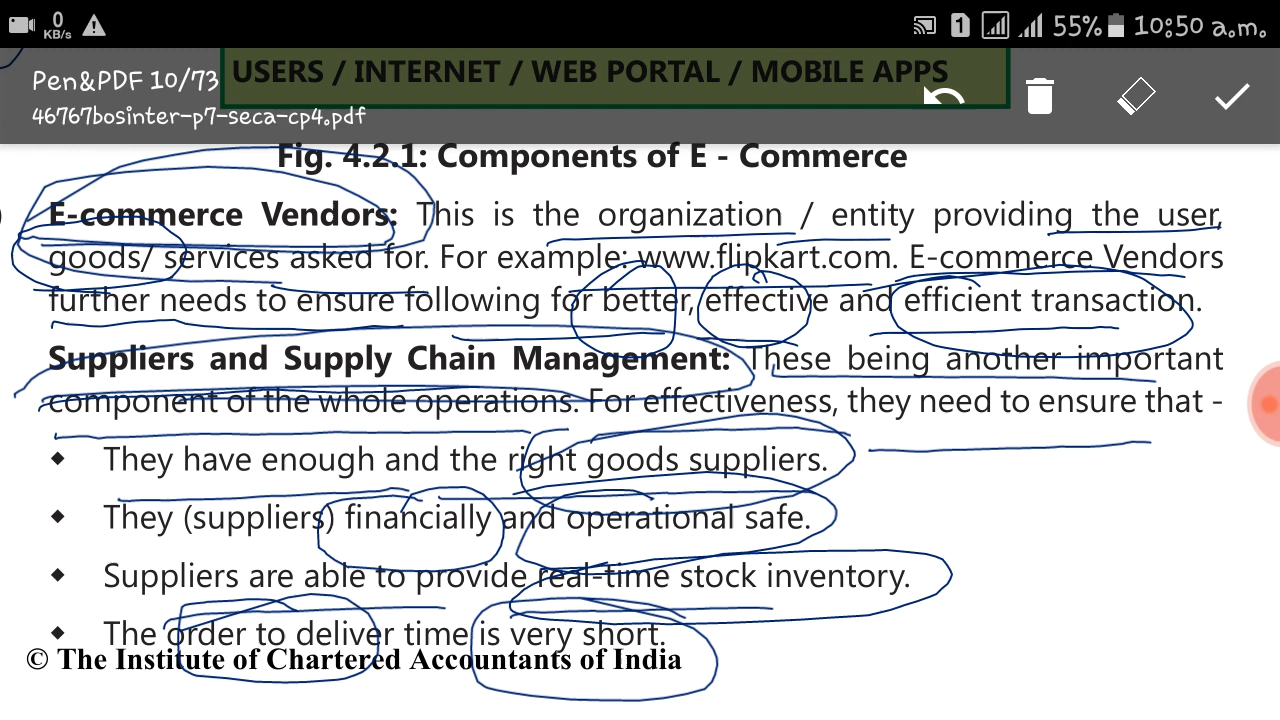 0 KB/s 1 55% 10:50 a.m.
Pen&PDF 10/73
46767bosinter-p7-seca-cp4.pdf
USERS / INTERNET / WEB PORTAL / MOBILE APPS
Fig. 4.2.1: Components of E - Commerce
E-commerce Vendors: This is the organization / entity providing the user,
goods/ services asked for. For example: www.flipkart.com. E-commerce Vendors
further needs to ensure following for better, effective and efficient transaction.
Suppliers and Supply Chain Management: These being another important
component of the whole operations. For effectiveness, they need to ensure that -
◆ They have enough and the right goods suppliers.
◆ They (suppliers) financially and operational safe.
◆ Suppliers are able to provide real-time stock inventory.
◆ The order to deliver time is very short.
© The Institute of Chartered Accountants of India